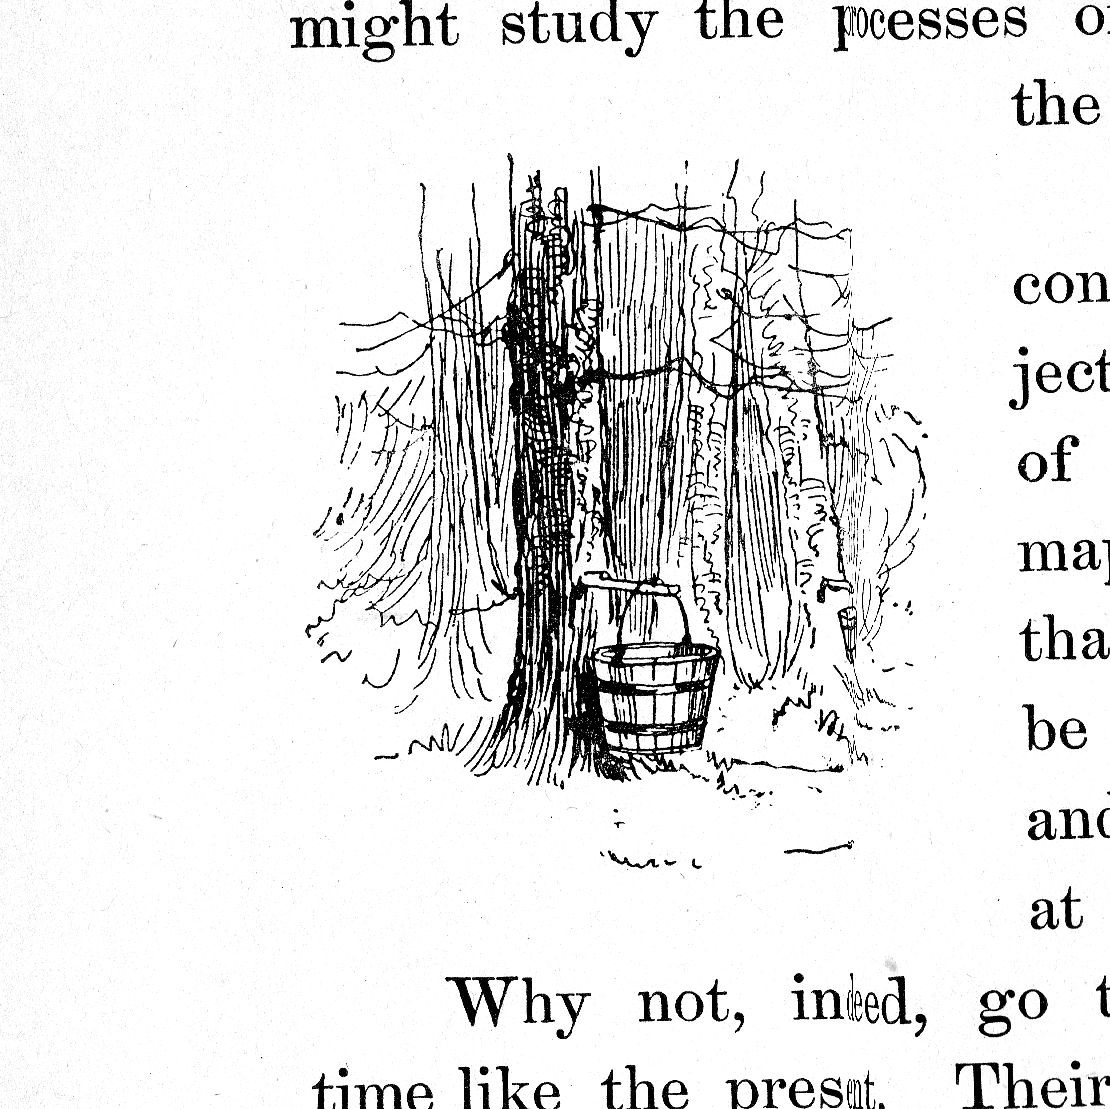 might study the processes
the
con
ject
of
tha
be
and
at
Why not, indeed, go
time like the present. Their